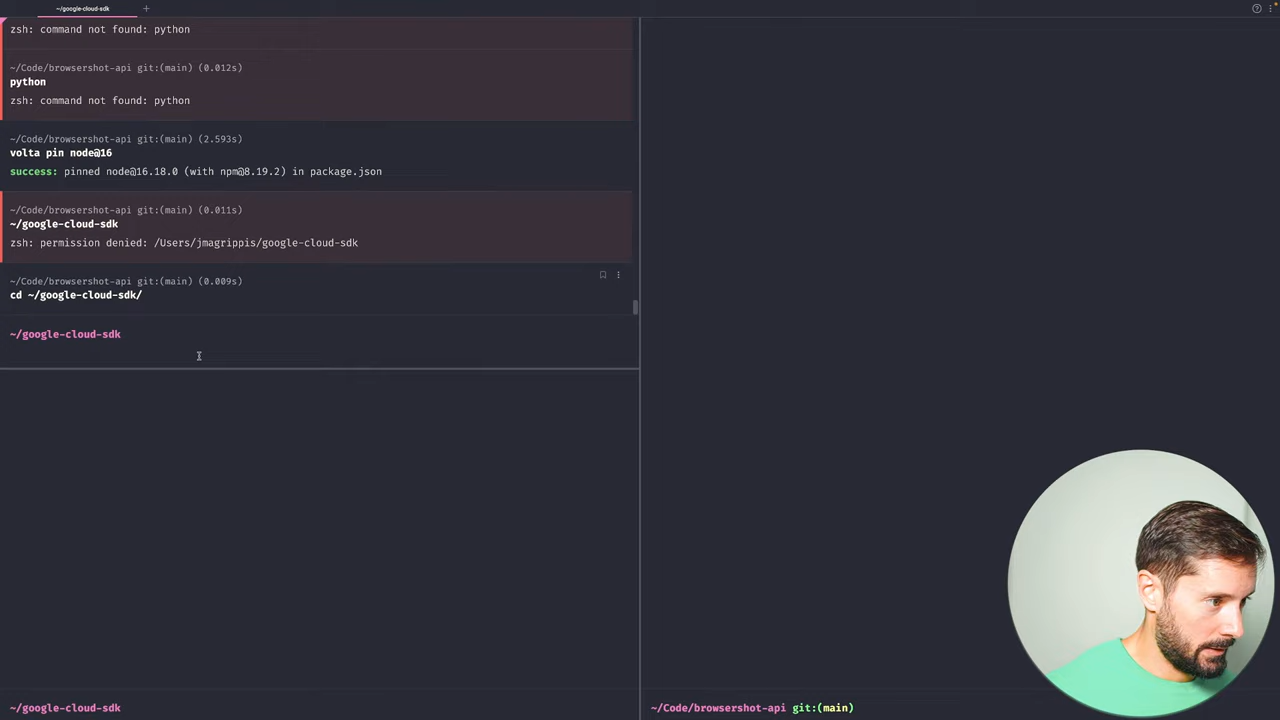 ~/google-cloud-sdk
zsh: command not found: python
~/Code/browsershot-api git:(main) (0.012s)
python
zsh: command not found: python
~/Code/browsershot-api git:(main) (2.593s)
volta pin node@16
success: pinned node@16.18.0 (with npm@8.19.2) in package.json
~/Code/browsershot-api git:(main) (0.011s)
~/google-cloud-sdk
zsh: permission denied: /Users/jmagrippis/google-cloud-sdk
~/Code/browsershot-api git:(main) (0.009s)
cd ~/google-cloud-sdk/
~/google-cloud-sdk
~/google-cloud-sdk
~/Code/browsershot-api git:(main)